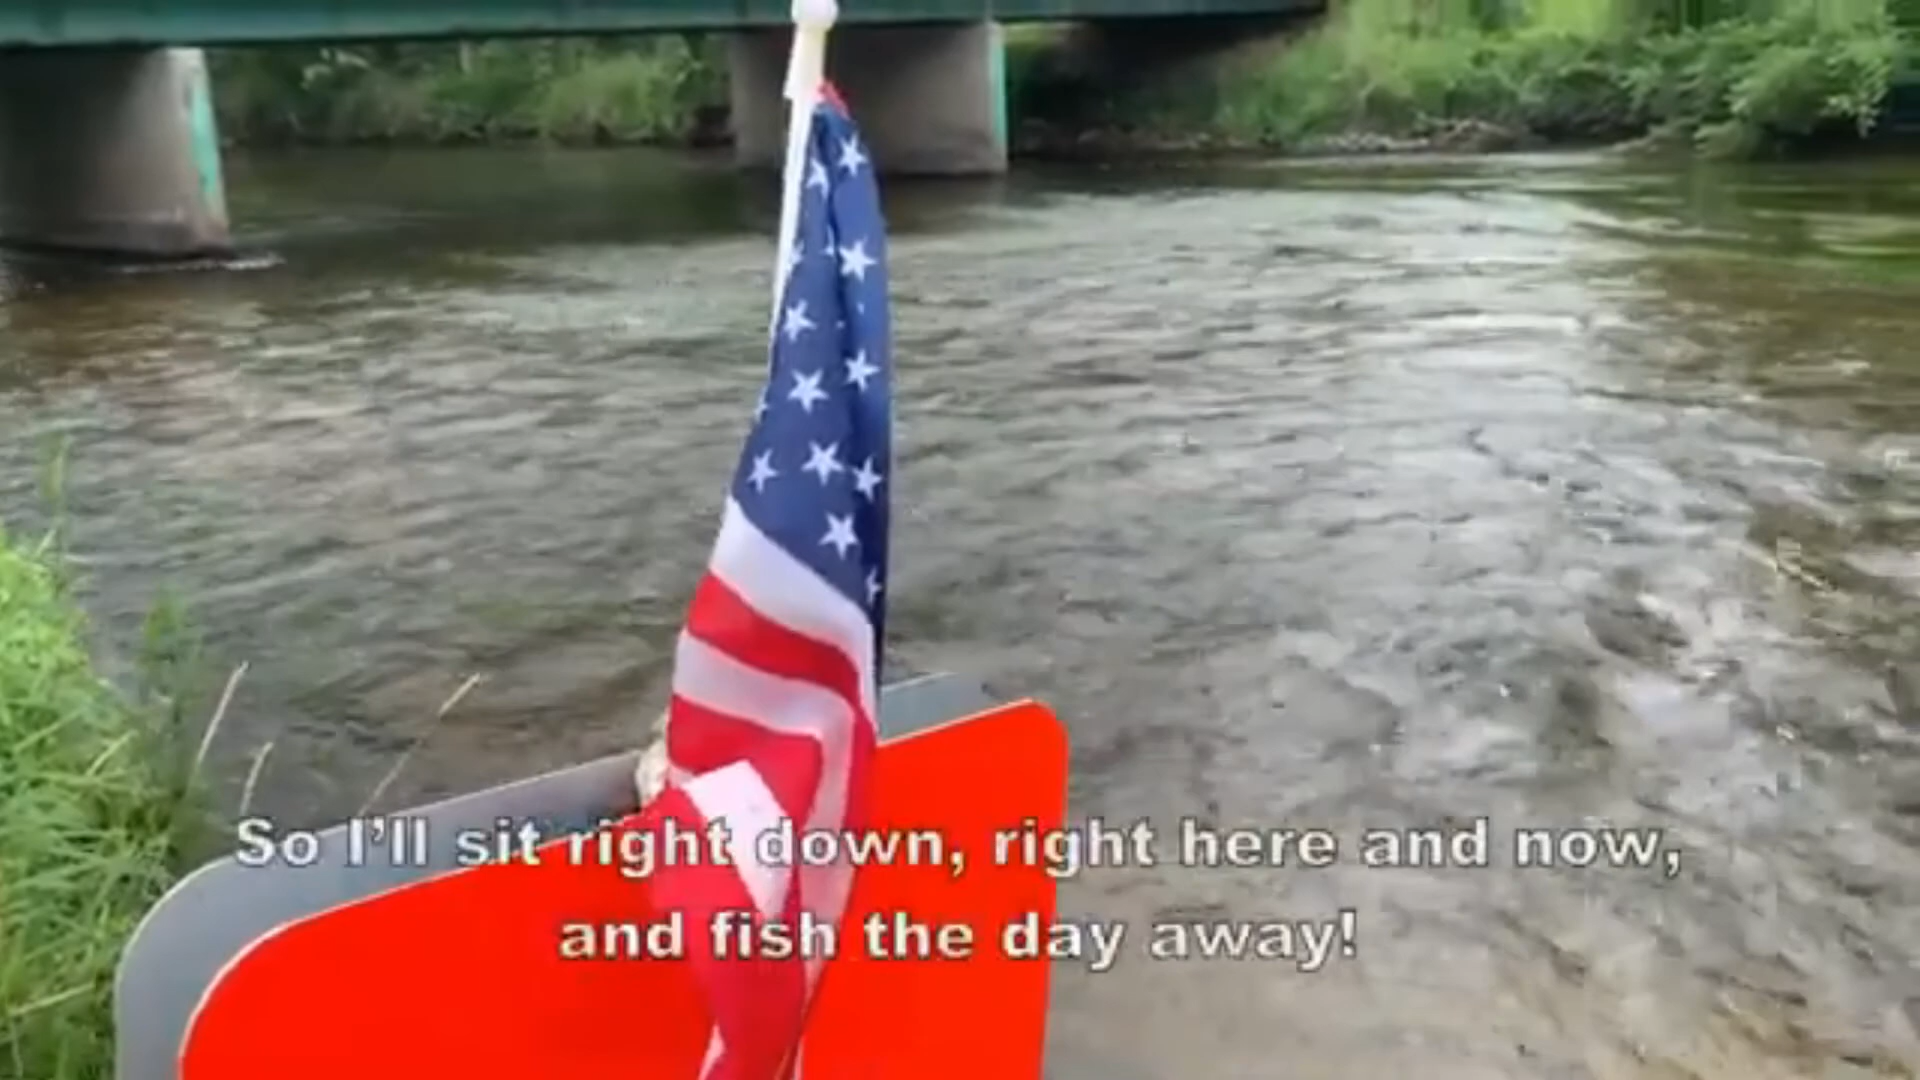 So I’ll sit right down, right here and now,
and fish the day away!